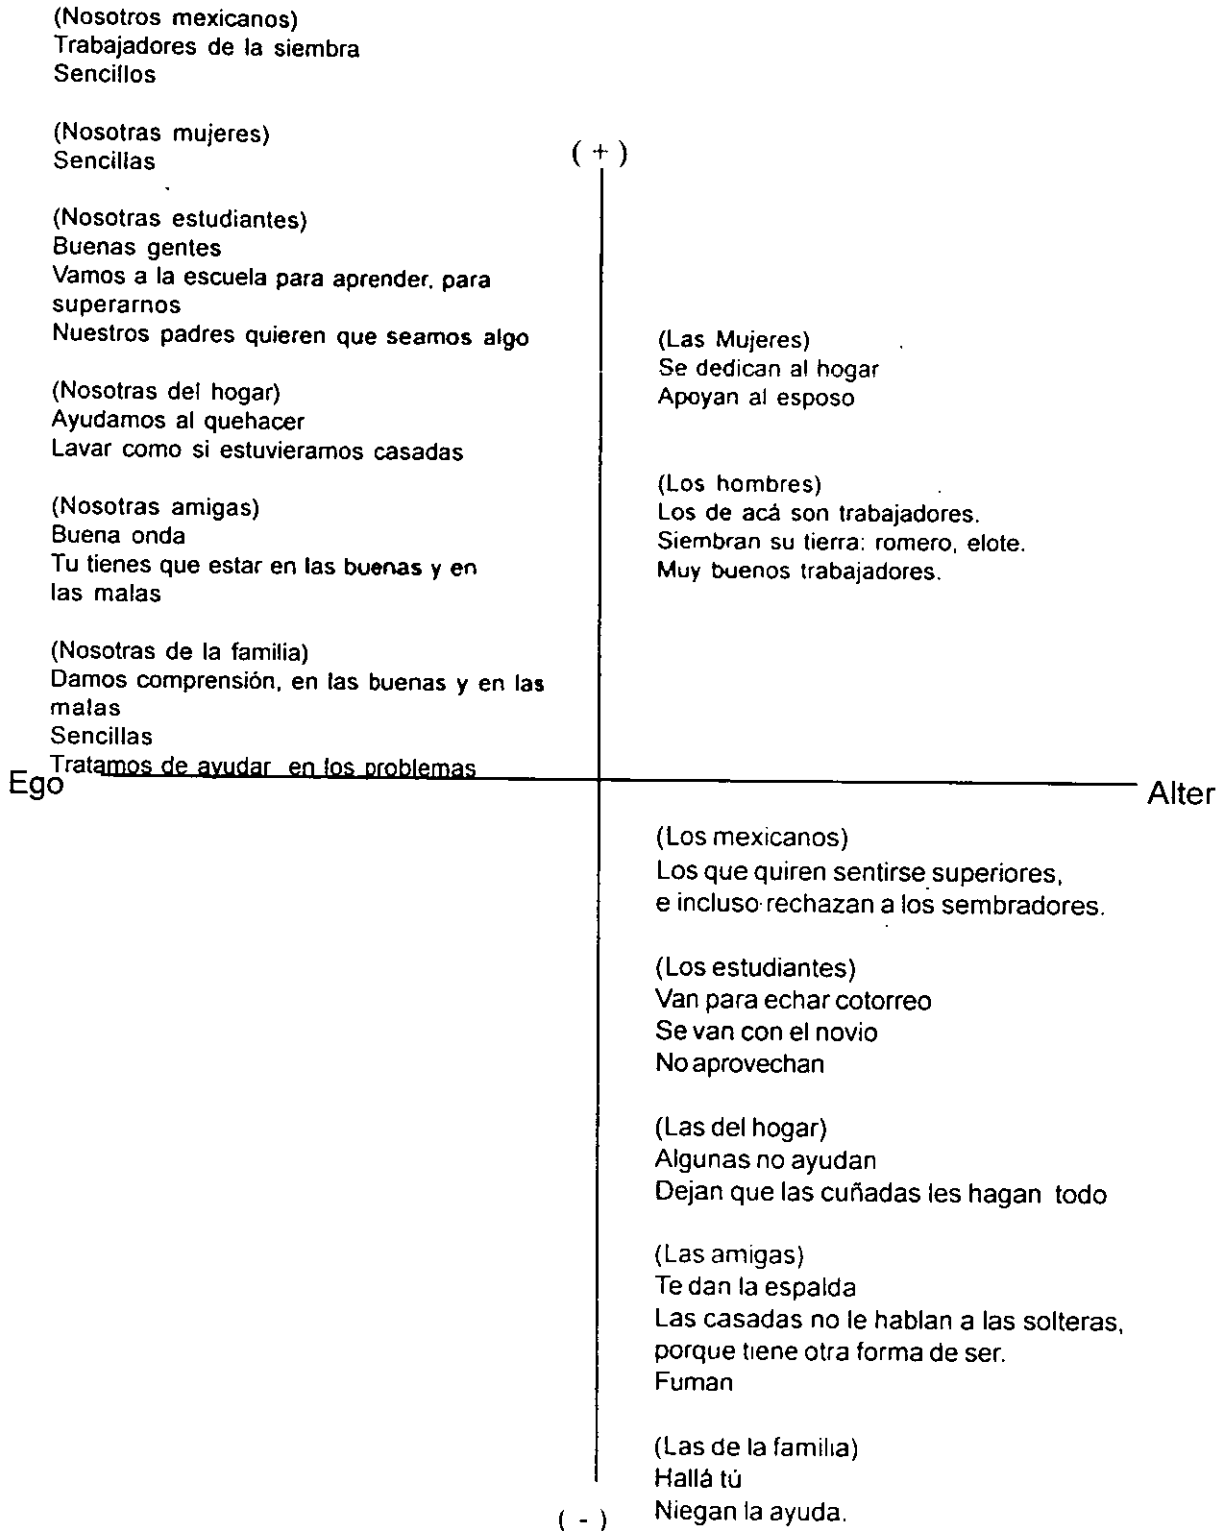 (Nosotros mexicanos)
Trabajadores de la siembra
Sencillos
(Nosotras mujeres)
Sencillas
(Nosotras estudiantes)
Buenas gentes
Vamos a la escuela para aprender, para
superarnos
Nuestros padres quieren que seamos algo
(Nosotras del hogar)
Ayudamos al quehacer
Lavar como si estuvieramos casadas
(Nosotras amigas)
Buena onda
Tu tienes que estar en las buenas y en
las malas
(Nosotras de la familia)
Damos comprensión, en las buenas y en las
malas
Sencillas
Tratamos de ayudar en los problemas
( + )
(Las Mujeres)
Se dedican al hogar
Apoyan al esposo
(Los hombres)
Los de acá son trabajadores.
Siembran su tierra: romero, elote.
Muy buenos trabajadores.
Ego
Alter
(Los mexicanos)
Los que quiren sentirse superiores,
e incluso rechazan a los sembradores.
(Los estudiantes)
Van para echar cotorreo
Se van con el novio
No aprovechan
(Las del hogar)
Algunas no ayudan
Dejan que las cuñadas les hagan todo
(Las amigas)
Te dan la espalda
Las casadas no le hablan a las solteras,
porque tiene otra forma de ser.
Fuman
(Las de la familia)
Hallá tú
Niegan la ayuda.
( - )